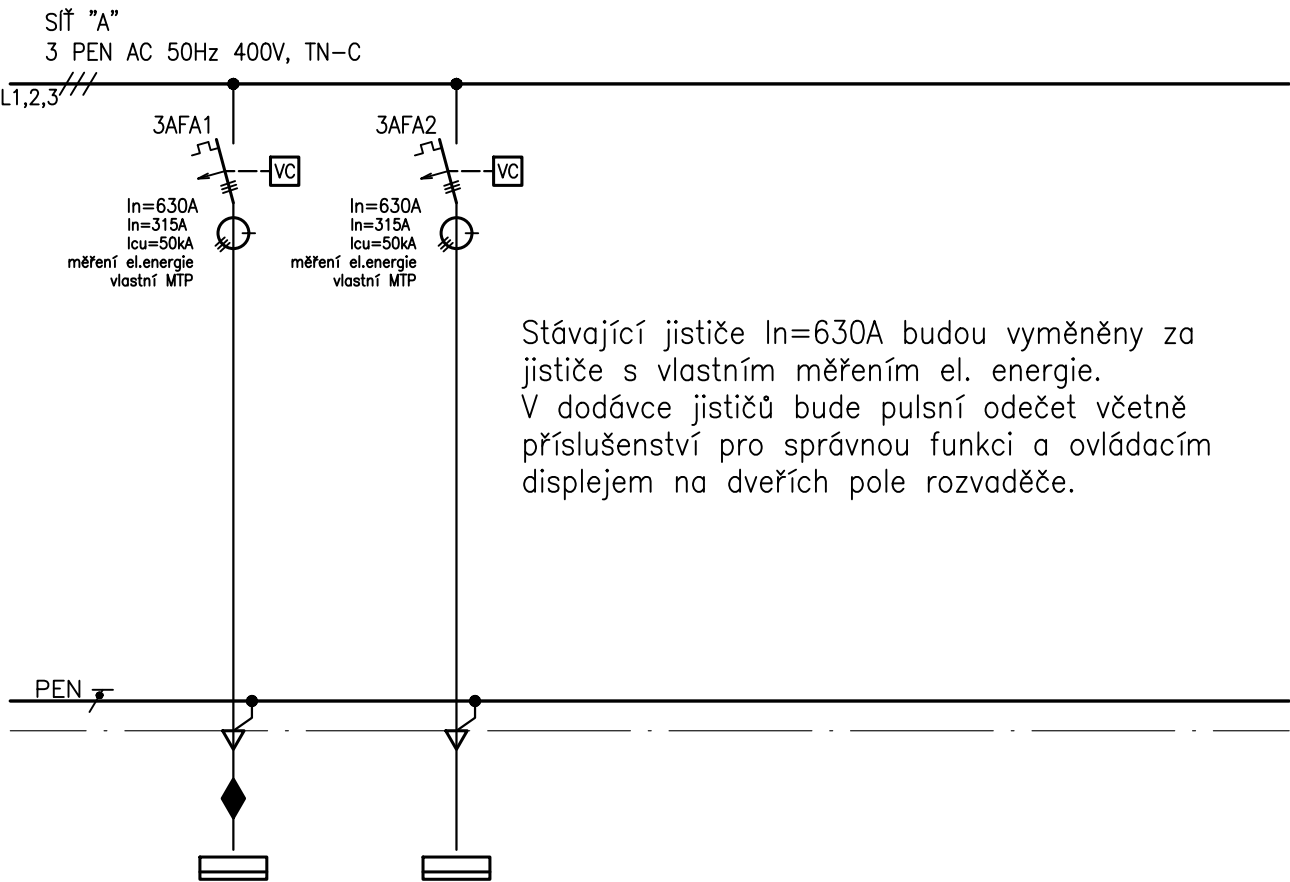 SÍŤ "A"
3 PEN AC 50Hz 400V, TN-C
L1,2,3
3AFA1
VC
In=630A
In=315A
Icu=50kA
měření el.energie
vlastní MTP
3AFA2
VC
In=630A
In=315A
Icu=50kA
měření el.energie
vlastní MTP
Stávající jističe In=630A budou vyměněny za
jističe s vlastním měřením el. energie.
V dodávce jističů bude pulsní odečet včetně
příslušenství pro správnou funkci a ovládacím
displejem na dveřích pole rozvaděče.
PEN